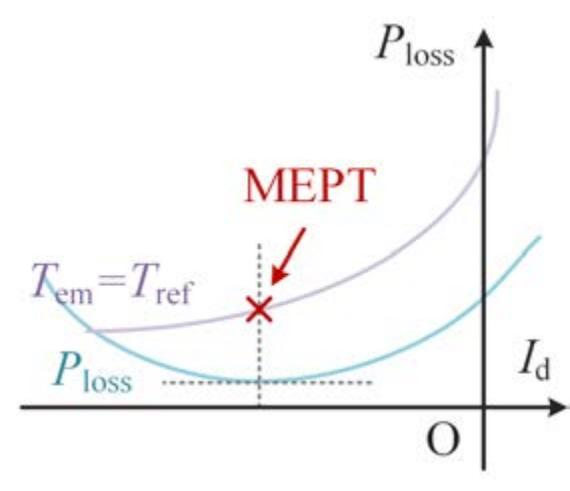 P_loss
MEPT
T_em=T_ref
P_loss
I_d
O